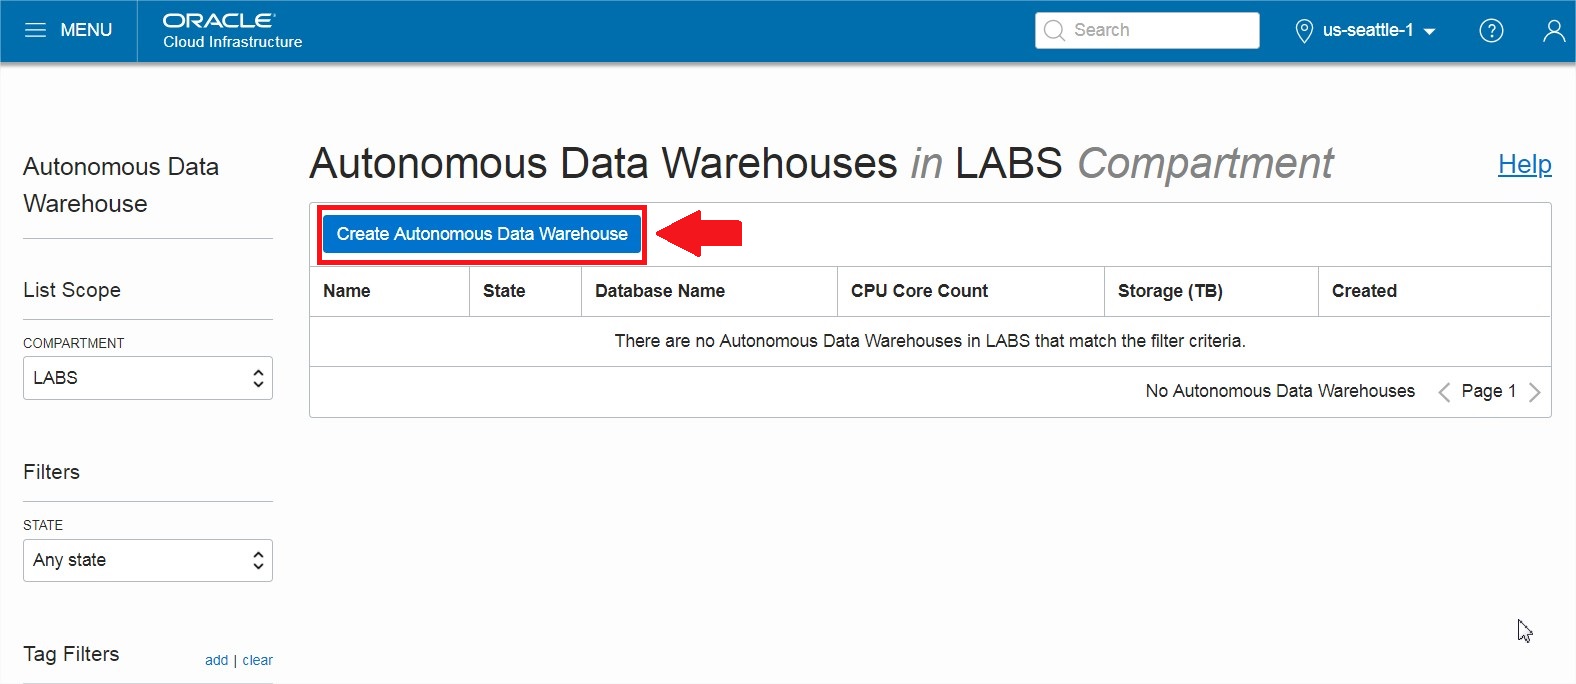 MENU
ORACLE
Cloud Infrastructure
Search
us-seattle-1
?
Autonomous Data
Warehouse
List Scope
COMPARTMENT
LABS
Filters
STATE
Any state
Tag Filters
add | clear
Autonomous Data Warehouses in LABS Compartment
Help
Create Autonomous Data Warehouse
Name State Database Name CPU Core Count Storage (TB) Created
There are no Autonomous Data Warehouses in LABS that match the filter criteria.
No Autonomous Data Warehouses < Page 1 >